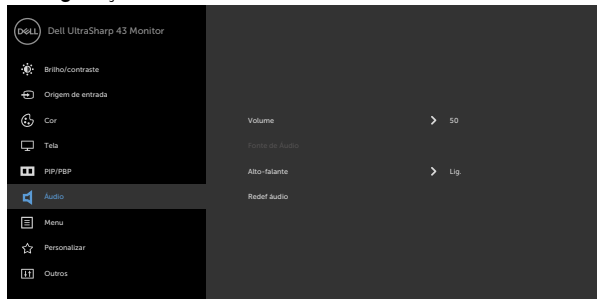 DELL
Dell UltraSharp 43 Monitor
Brilho/contraste
Origem de entrada
Cor
Volume
50
Tela
Fonte de Áudio
PIP/PBP
Alto-falante
Lig.
Áudio
Redef áudio
Menu
Personalizar
Outros